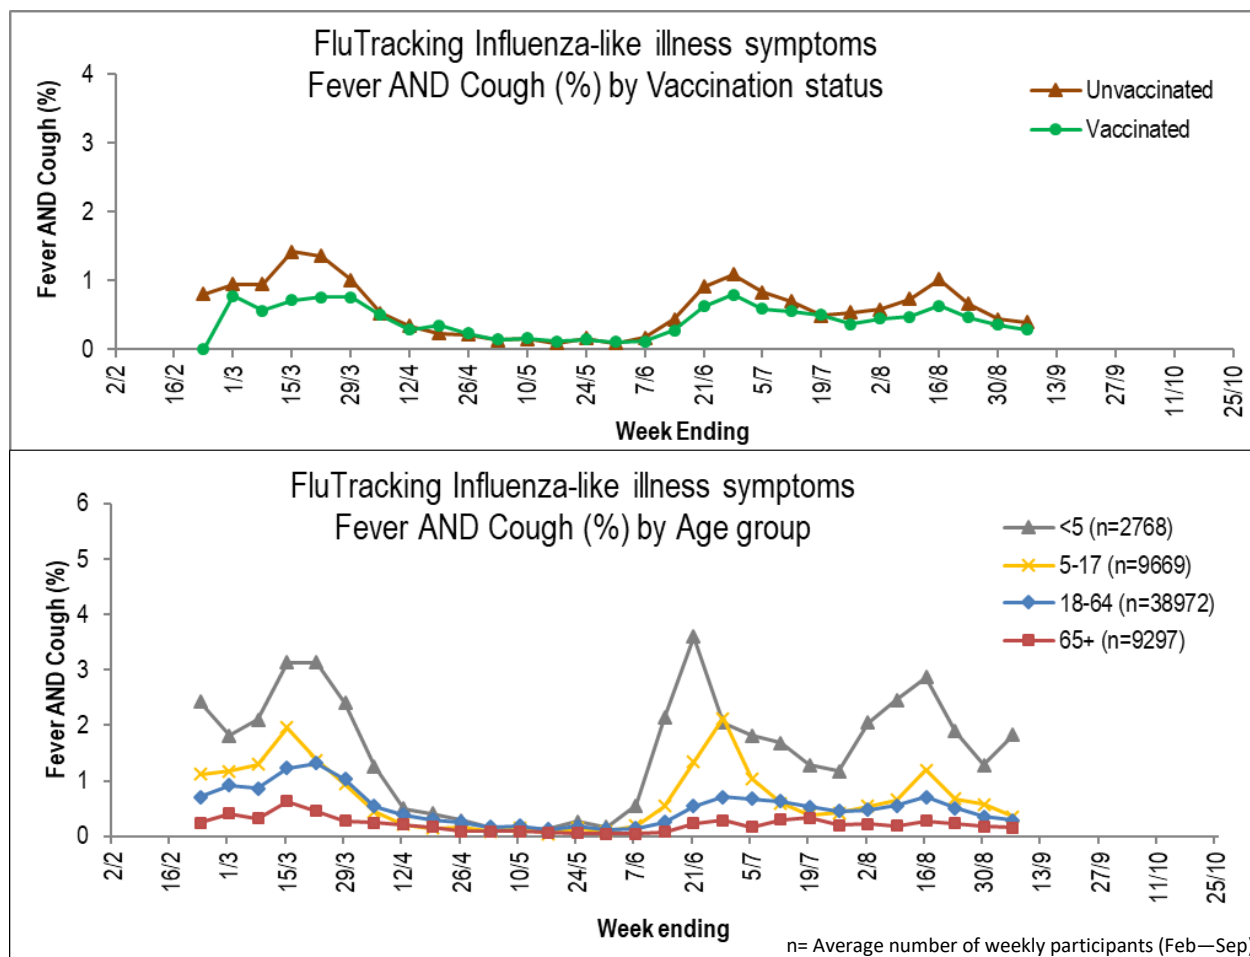 FluTracking Influenza-like illness symptoms
Fever AND Cough (%) by Vaccination status
Unvaccinated
Vaccinated
Fever AND Cough (%)
4
3
2
1
0
2/2 16/2 1/3 15/3 29/3 12/4 26/4 10/5 24/5 7/6 21/6 5/7 19/7 2/8 16/8 30/8 13/9 27/9 11/10 25/10
Week Ending
FluTracking Influenza-like illness symptoms
Fever AND Cough (%) by Age group
<5 (n=2768)
5-17 (n=9669)
18-64 (n=38972)
65+ (n=9297)
Fever AND Cough (%)
6
5
4
3
2
1
0
2/2 16/2 1/3 15/3 29/3 12/4 26/4 10/5 24/5 7/6 21/6 5/7 19/7 2/8 16/8 30/8 13/9 27/9 11/10 25/10
Week ending
n= Average number of weekly participants (Feb—Sep)